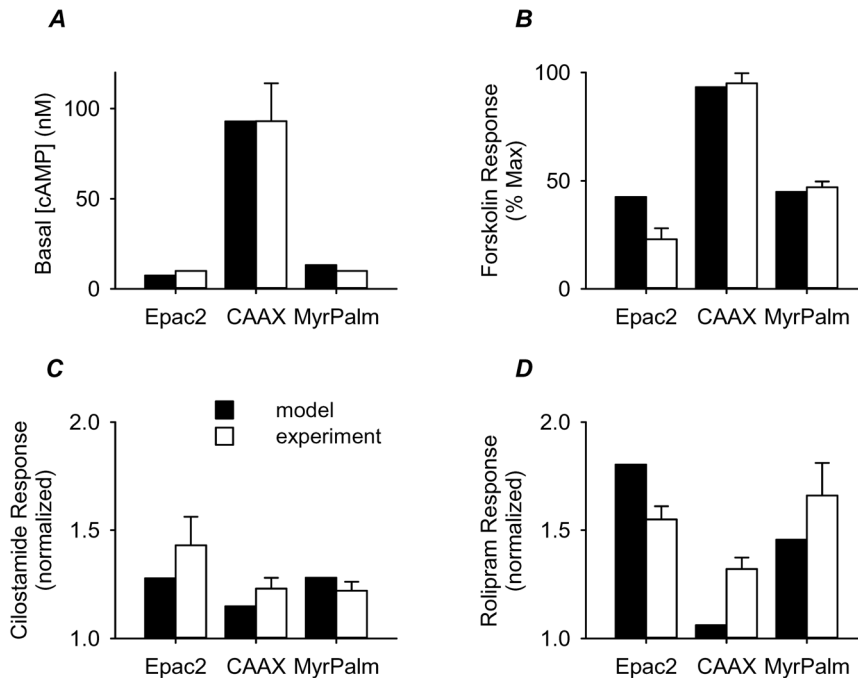 A
Basal [cAMP] (nM)
100
50
0
Epac2 CAAX MyrPalm
B
Forskolin Response
(% Max)
100
50
0
Epac2 CAAX MyrPalm
C
model
experiment
Cilostamide Response
(normalized)
2.0
1.5
1.0
Epac2 CAAX MyrPalm
D
Rolipram Response
(normalized)
2.0
1.5
1.0
Epac2 CAAX MyrPalm